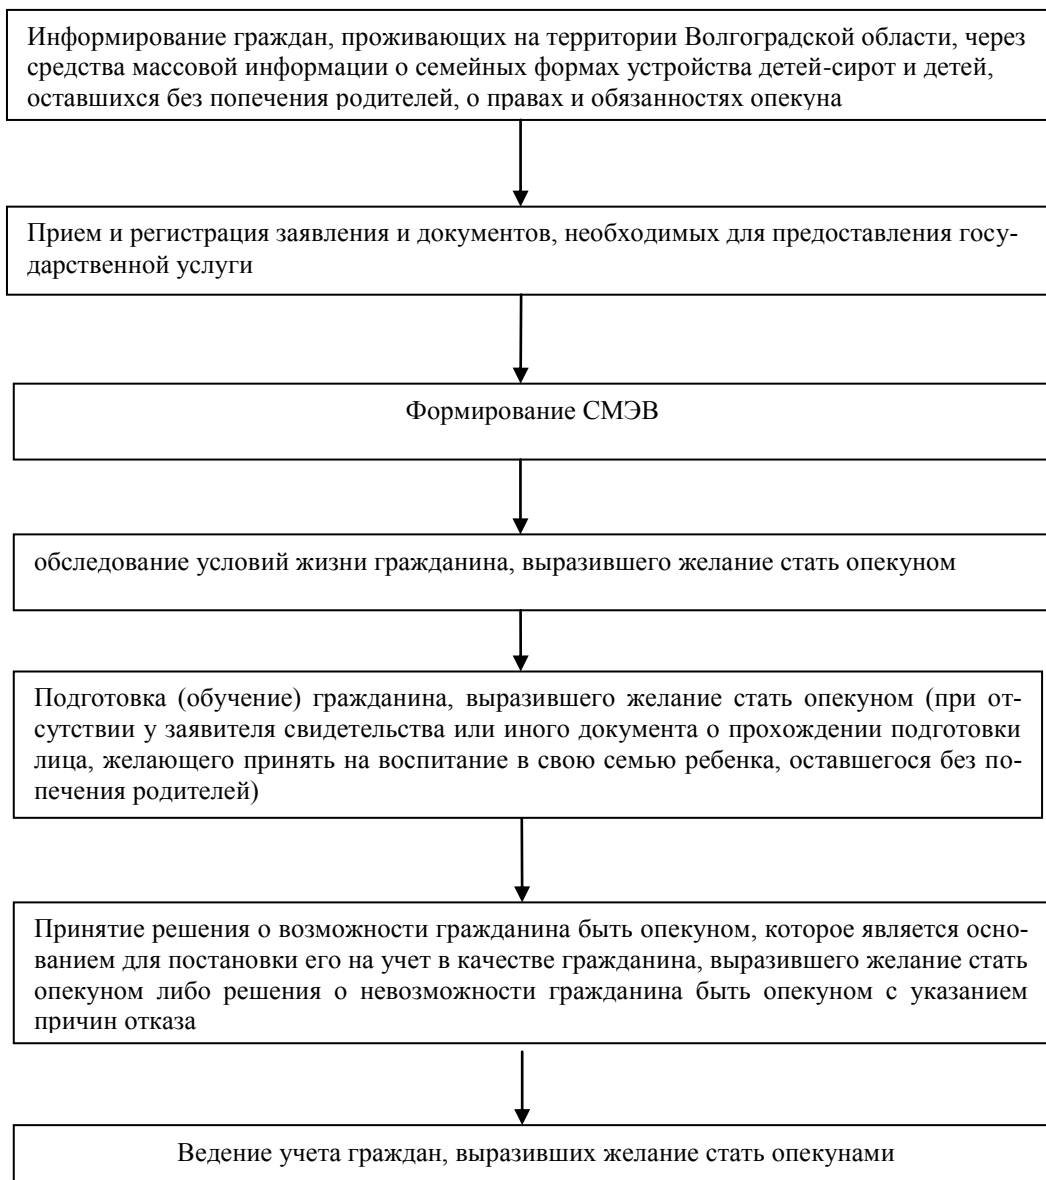 Информирование граждан, проживающих на территории Волгоградской области, через
средства массовой информации о семейных формах устройства детей-сирот и детей,
оставшихся без попечения родителей, о правах и обязанностях опекуна
Прием и регистрация заявления и документов, необходимых для предоставления госу-
дарственной услуги
Формирование СМЭВ
обследование условий жизни гражданина, выразившего желание стать опекуном
Подготовка (обучение) гражданина, выразившего желание стать опекуном (при от-
сутствии у заявителя свидетельства или иного документа о прохождении подготовки
лица, желающего принять на воспитание в свою семью ребенка, оставшегося без по-
печения родителей)
Принятие решения о возможности гражданина быть опекуном, которое является осно-
ванием для постановки его на учет в качестве гражданина, выразившего желание стать
опекуном либо решения о невозможности гражданина быть опекуном с указанием
причин отказа
Ведение учета граждан, выразивших желание стать опекунами